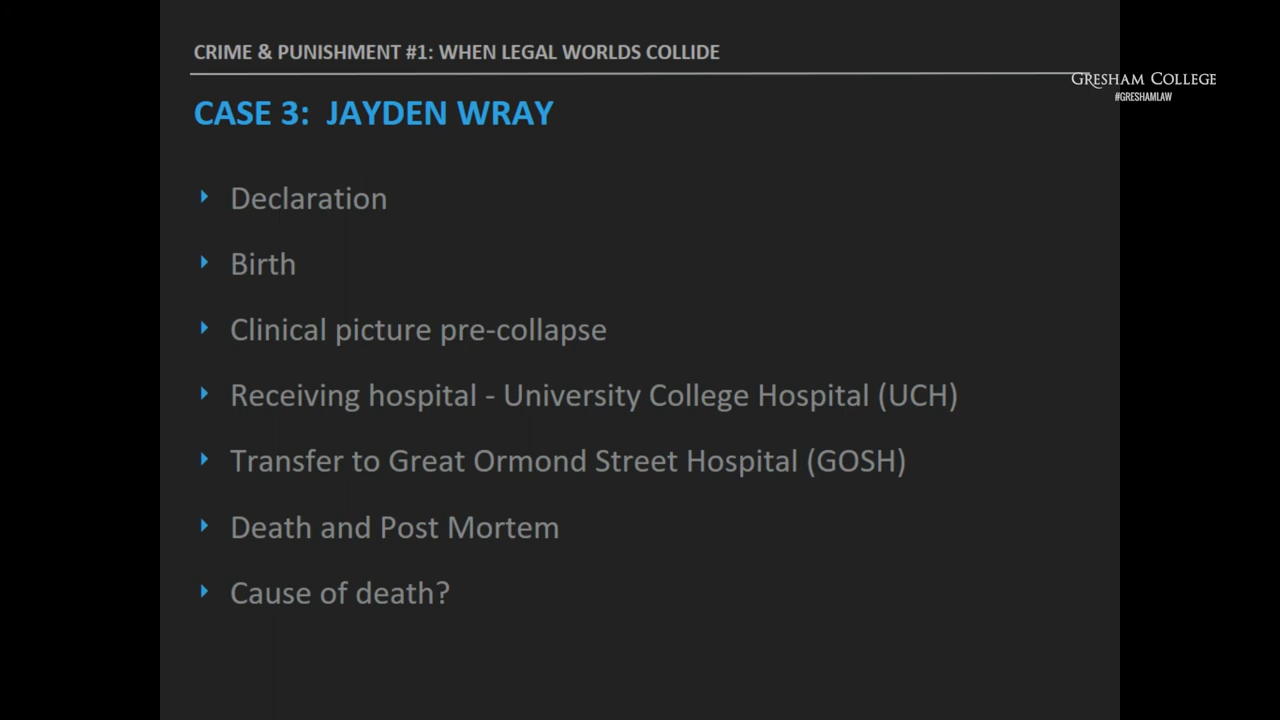 CRIME & PUNISHMENT #1: WHEN LEGAL WORLDS COLLIDE
GRESHAM COLLEGE
#GRESHAMLAW
CASE 3: JAYDEN WRAY
Declaration
Birth
Clinical picture pre-collapse
Receiving hospital - University College Hospital (UCH)
Transfer to Great Ormond Street Hospital (GOSH)
Death and Post Mortem
Cause of death?